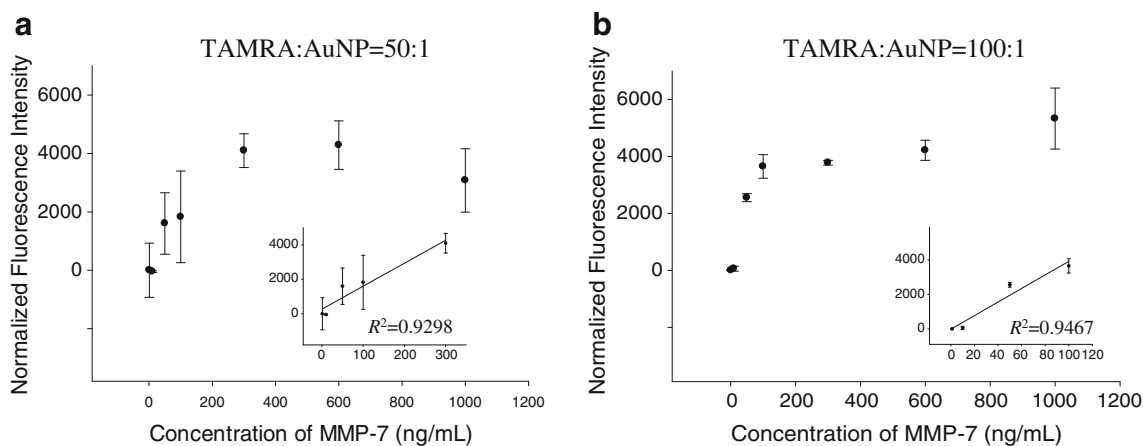 a
TAMRA:AuNP=50:1
Normalized Fluorescence Intensity
6000
4000
2000
0
4000
2000
0
R²=0.9298
0 100 200 300
0 200 400 600 800 1000 1200
Concentration of MMP-7 (ng/mL)
b
TAMRA:AuNP=100:1
Normalized Fluorescence Intensity
6000
4000
2000
0
4000
2000
0
R²=0.9467
0 20 40 60 80 100 120
0 200 400 600 800 1000 1200
Concentration of MMP-7 (ng/mL)